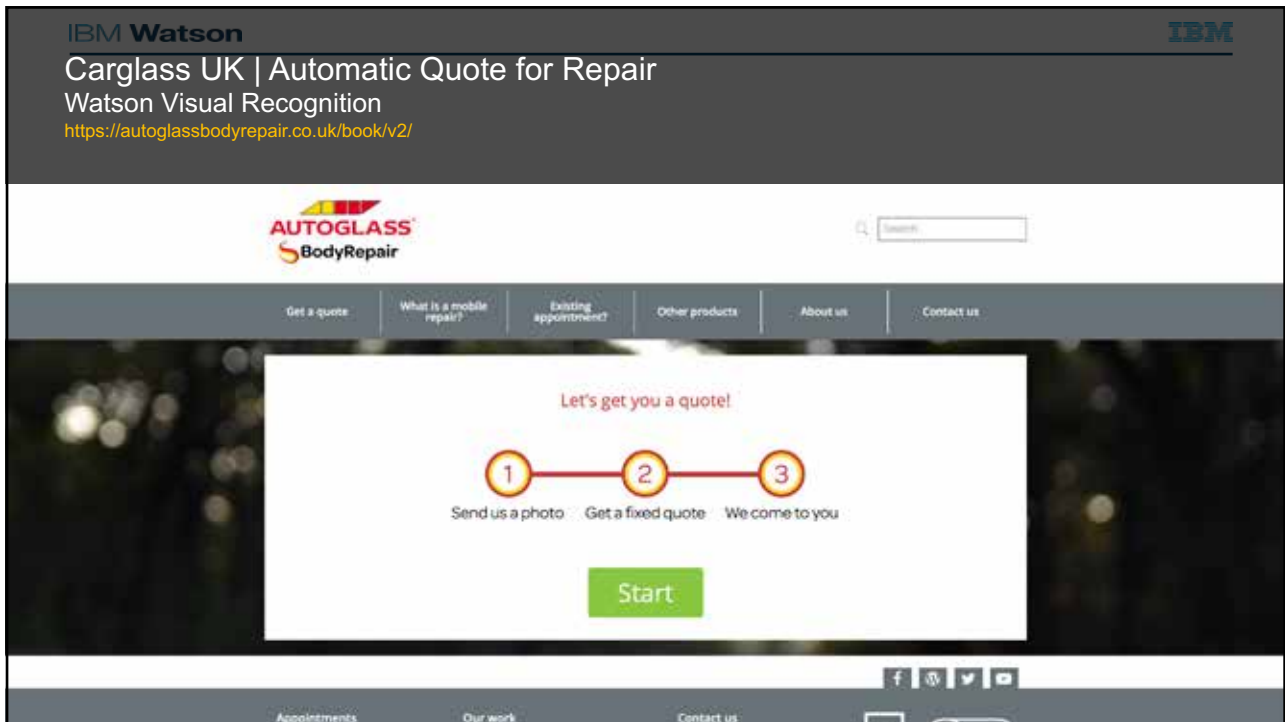 IBM Watson
IBM
Carglass UK | Automatic Quote for Repair
Watson Visual Recognition
https://autoglassbodyrepair.co.uk/book/v2/
AUTOGLASS
BodyRepair
Search
Get a quote
What is a mobile
repair?
Existing
appointment?
Other products
About us
Contact us
Let's get you a quote!
1
2
3
Send us a photo
Get a fixed quote
We come to you
Start
Appointments
Our work
Contact us